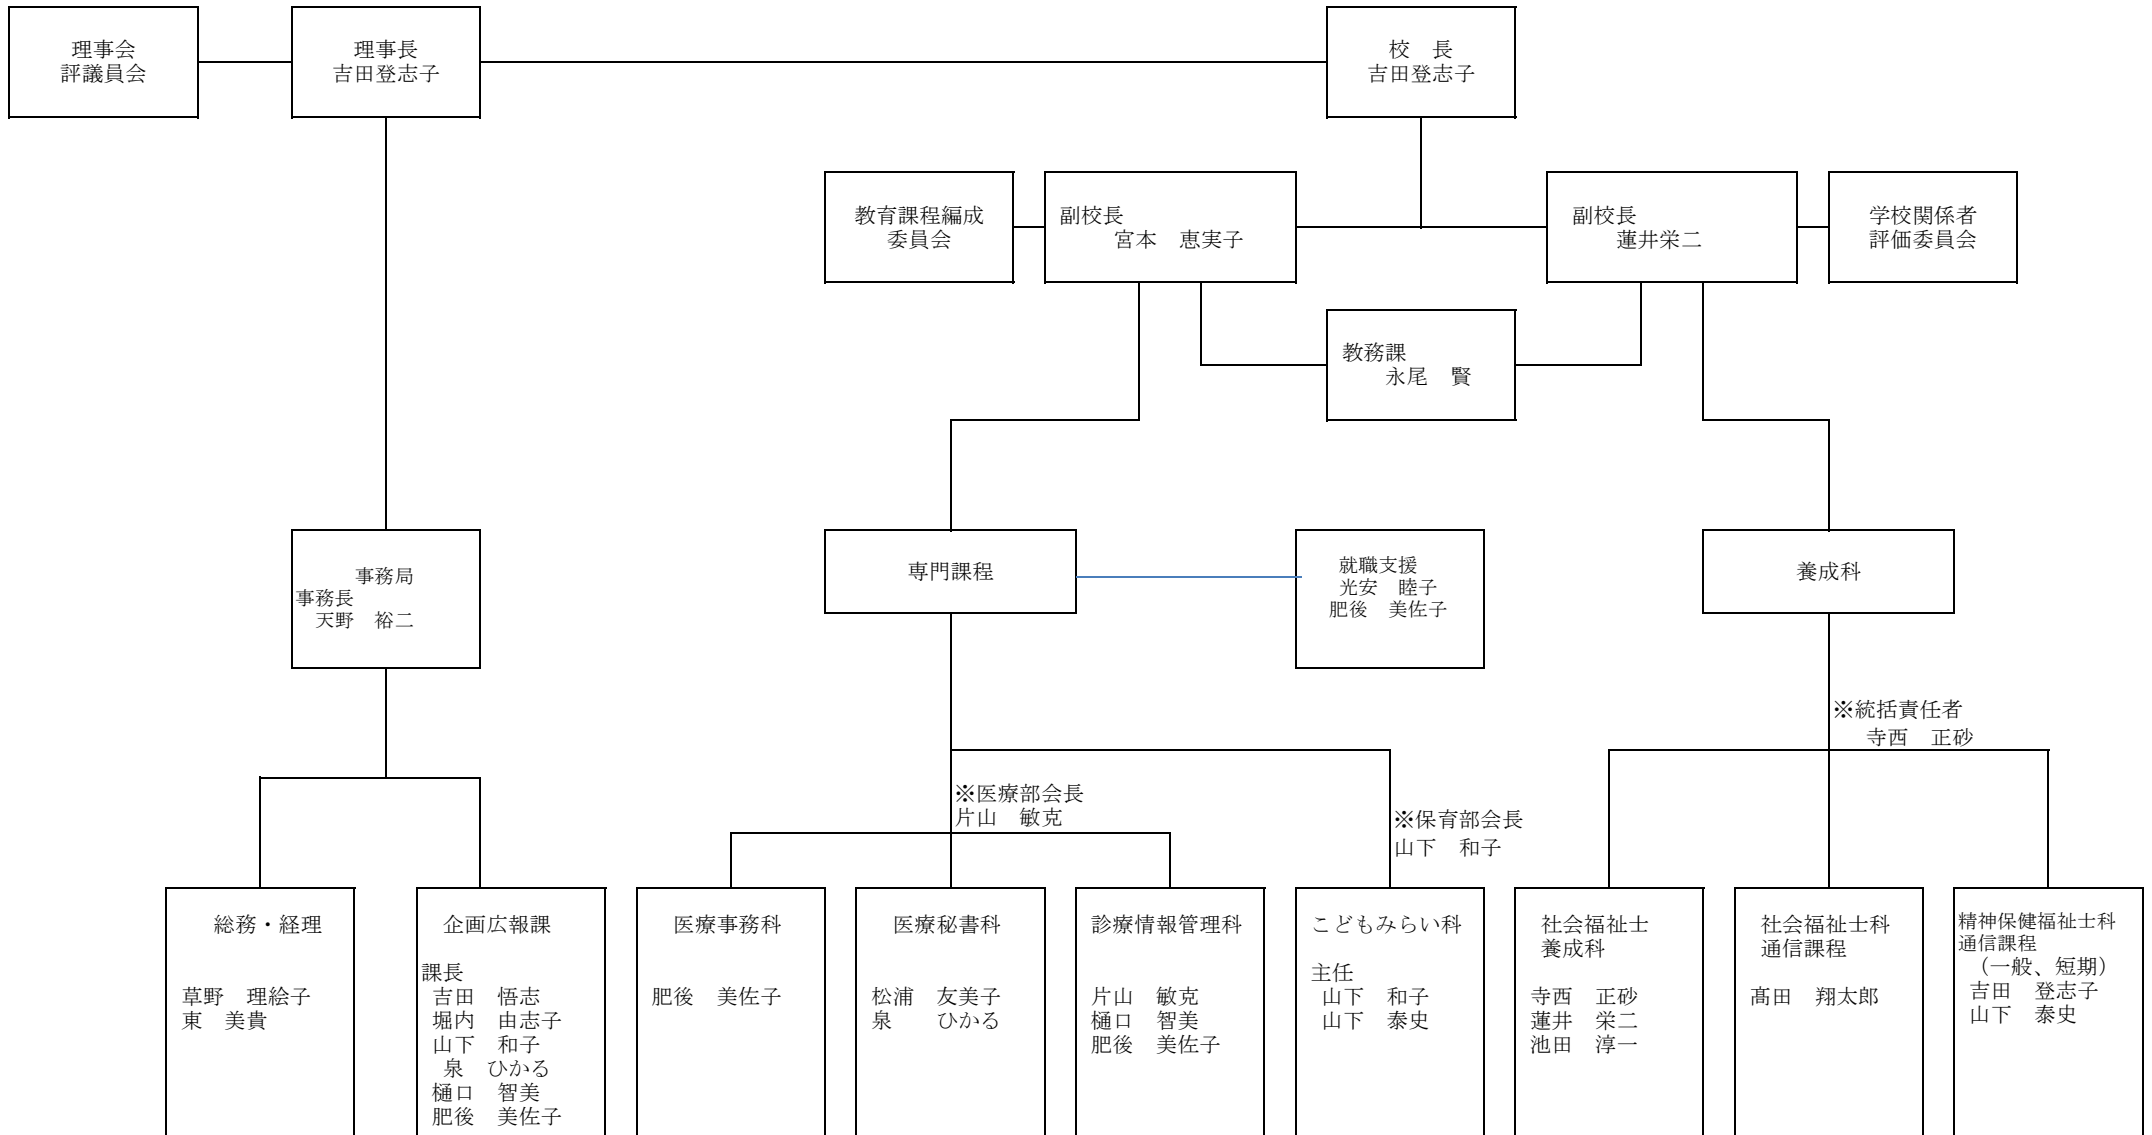 理事会
評議員会
理事長
吉田登志子
校　長
吉田登志子
教育課程編成
委員会
副校長
宮本　恵実子
副校長
蓮井栄二
学校関係者
評価委員会
教務課
永尾　賢
事務局
事務長
天野　裕二
専門課程
就職支援
光安　睦子
肥後　美佐子
養成科
※統括責任者
寺西　正砂
※医療部会長
片山　敏克
※保育部会長
山下　和子
総務・経理
草野　理絵子
東　美貴
企画広報課
課長
吉田　悟志
堀内　由志子
山下　和子
泉　ひかる
樋口　智美
肥後　美佐子
医療事務科
肥後　美佐子
医療秘書科
松浦　友美子
泉　　ひかる
診療情報管理科
片山　敏克
樋口　智美
肥後　美佐子
こどもみらい科
主任
山下　和子
山下　泰史
社会福祉士
養成科
寺西　正砂
蓮井　栄二
池田　淳一
社会福祉士科
通信課程
髙田　翔太郎
精神保健福祉士科
通信課程
（一般、短期）
吉田　登志子
山下　泰史